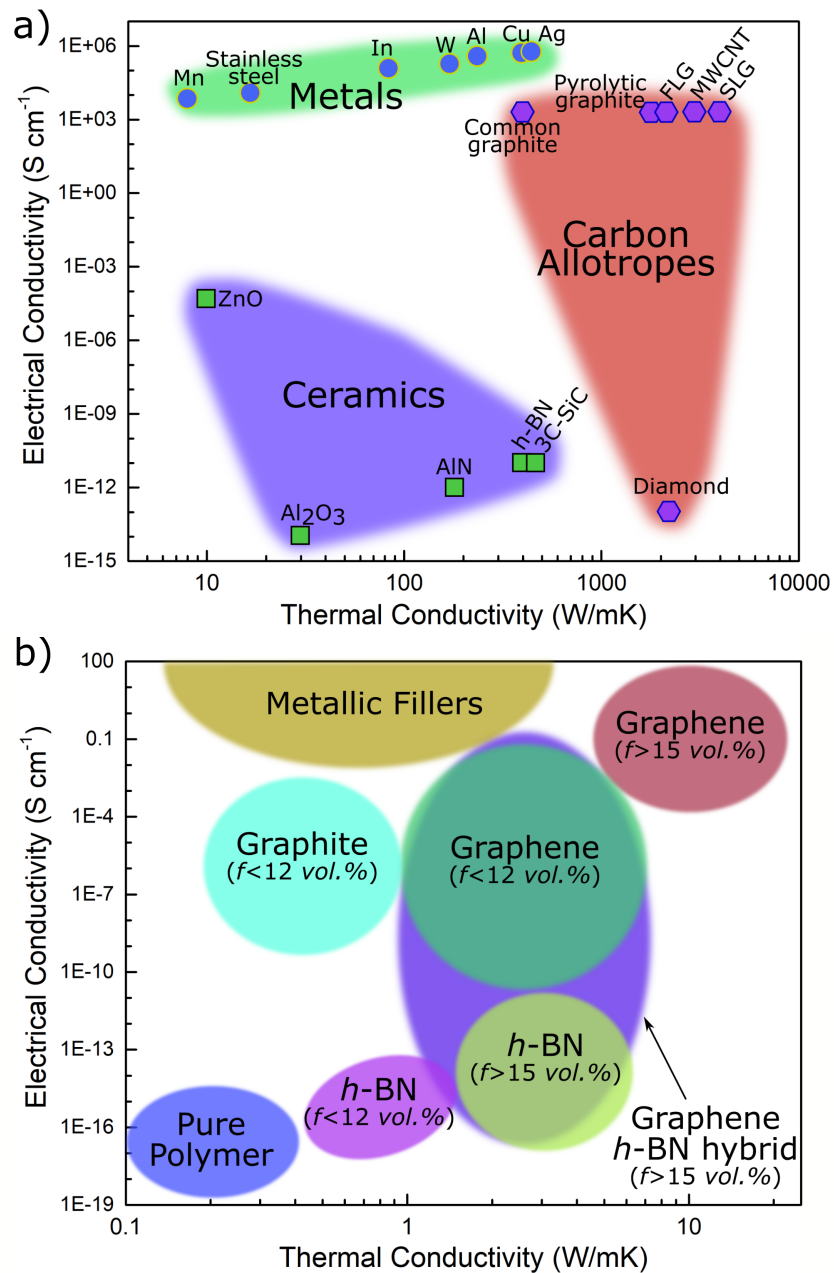 a)
1E+06
1E+03
1E+00
1E-03
1E-06
1E-09
1E-12
1E-15
Electrical Conductivity (S cm⁻¹)
Mn
Stainless
steel
In
W
Al
Cu
Ag
Metals
Pyrolytic
graphite
FLG
MWCNT
SLG
Common
graphite
Carbon
Allotropes
ZnO
Ceramics
h-BN
3C-SiC
AlN
Al₂O₃
Diamond
10
100
1000
10000
Thermal Conductivity (W/mK)
b)
100
0.1
1E-4
1E-7
1E-10
1E-13
1E-16
1E-19
Electrical Conductivity (S cm⁻¹)
Metallic Fillers
Graphene
(f>15 vol.%)
Graphite
(f<12 vol.%)
Graphene
(f<12 vol.%)
h-BN
(f>15 vol.%)
h-BN
(f<12 vol.%)
Pure
Polymer
Graphene
h-BN hybrid
(f>15 vol.%)
0.1
1
10
Thermal Conductivity (W/mK)